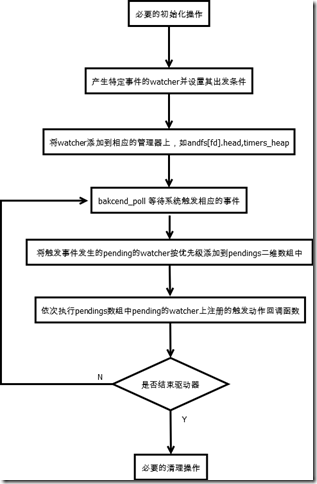 必要的初始化操作
产生特定事件的watcher并设置其出发条件
将watcher添加到相应的管理器上，如andfs[fd].head,timers_heap
bakcend_poll 等待系统触发相应的事件
将触发事件发生的pending的watcher按优先级添加到pending二维数组中
依次执行pendings数组中pending的watcher上注册的触发动作回调函数
N
是否结束驱动器
Y
必要的清理操作